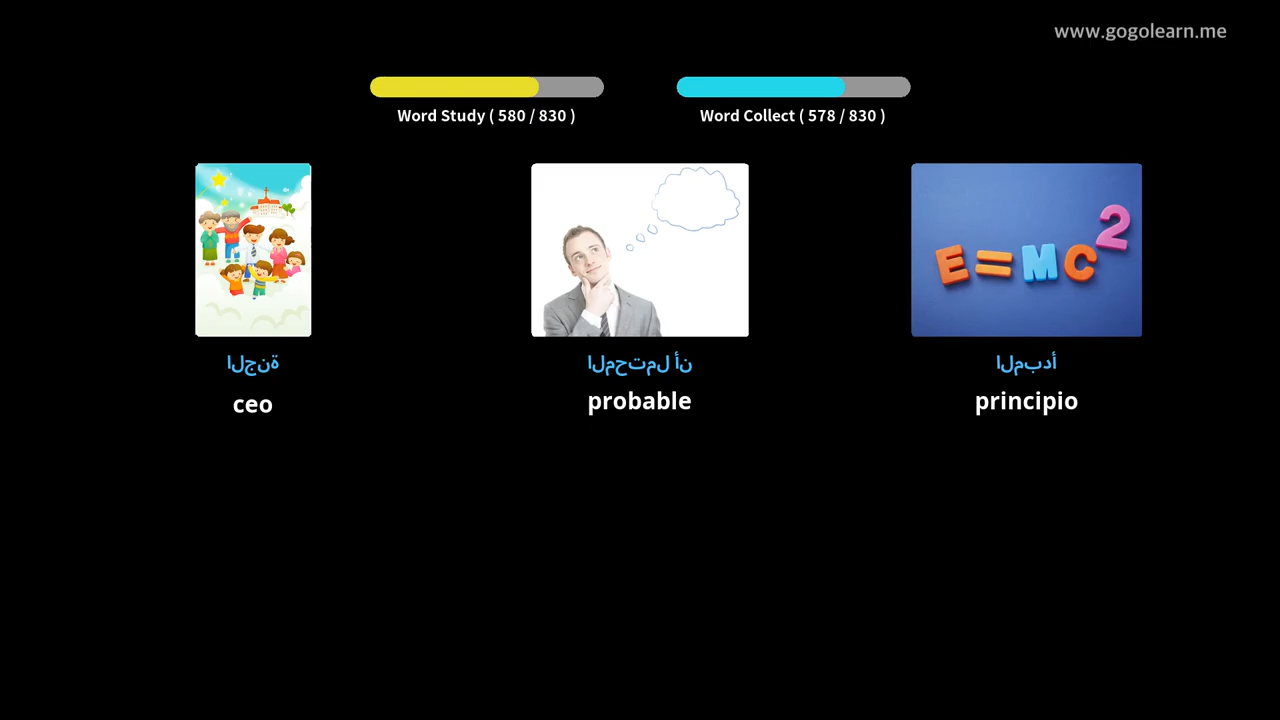 www.gogolearn.me
Word Study ( 580 / 830 )
Word Collect ( 578 / 830 )
الجنة
المحتمل أن
المبدأ
ceo
probable
principio
E=MC2